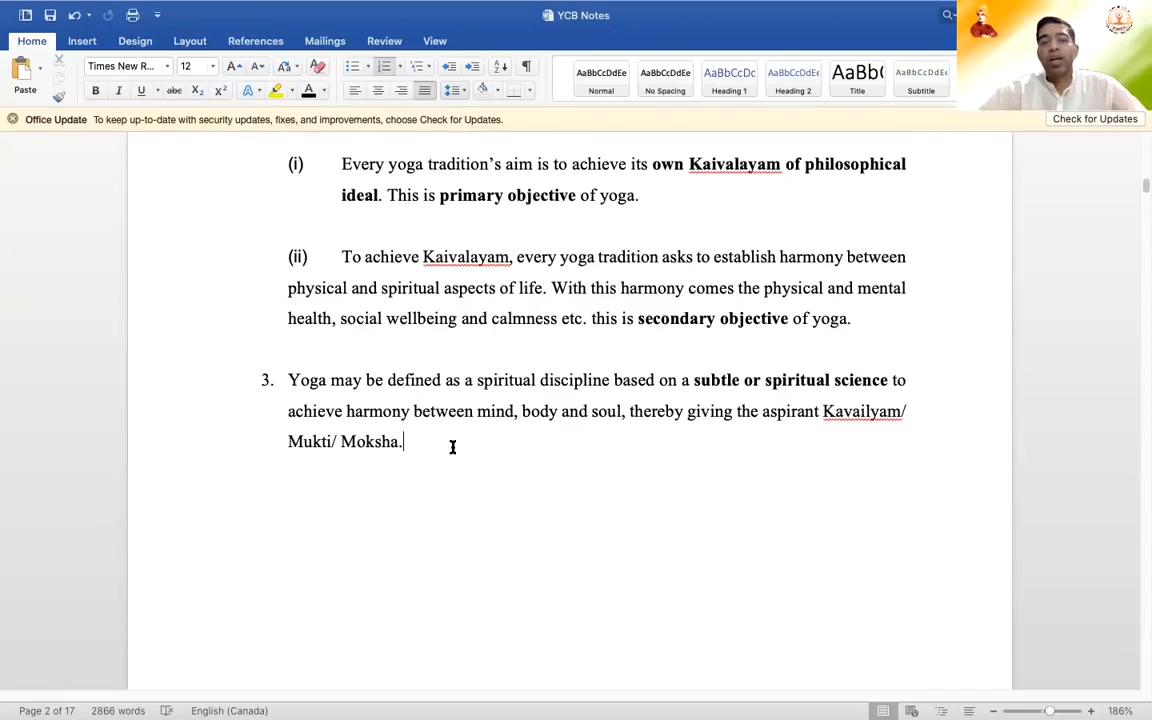 YCB Notes
Home Insert Design Layout References Mailings Review View
Times New R... 12
Paste
AaBbCcDdEe AaBbCcDdEe AaBbCcDc AaBbCcDdEe AaBb( AaBbCcDdEe
Normal No Spacing Heading 1 Heading 2 Title Subtitle
Office Update To keep up-to-date with security updates, fixes, and improvements, choose Check for Updates. Check for Updates
(i) Every yoga tradition's aim is to achieve its own Kaivalayam of philosophical
ideal. This is primary objective of yoga.
(ii) To achieve Kaivalayam, every yoga tradition asks to establish harmony between
physical and spiritual aspects of life. With this harmony comes the physical and mental
health, social wellbeing and calmness etc. this is secondary objective of yoga.
3. Yoga may be defined as a spiritual discipline based on a subtle or spiritual science to
achieve harmony between mind, body and soul, thereby giving the aspirant Kavailyam/
Mukti/ Moksha.
Page 2 of 17 2866 words English (Canada) 186%